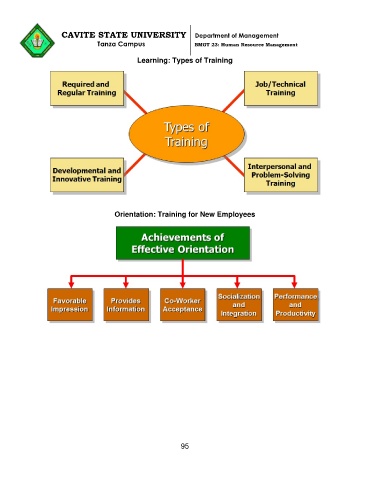 CAVITE STATE UNIVERSITY
Tanza Campus
Department of Management
BMGT 22: Human Resource Management
Learning: Types of Training
Required and
Regular Training
Job/Technical
Training
Types of
Training
Developmental and
Innovative Training
Interpersonal and
Problem-Solving
Training
Orientation: Training for New Employees
Achievements of
Effective Orientation
Favorable
Impression
Provides
Information
Co-Worker
Acceptance
Socialization
and
Integration
Performance
and
Productivity
95